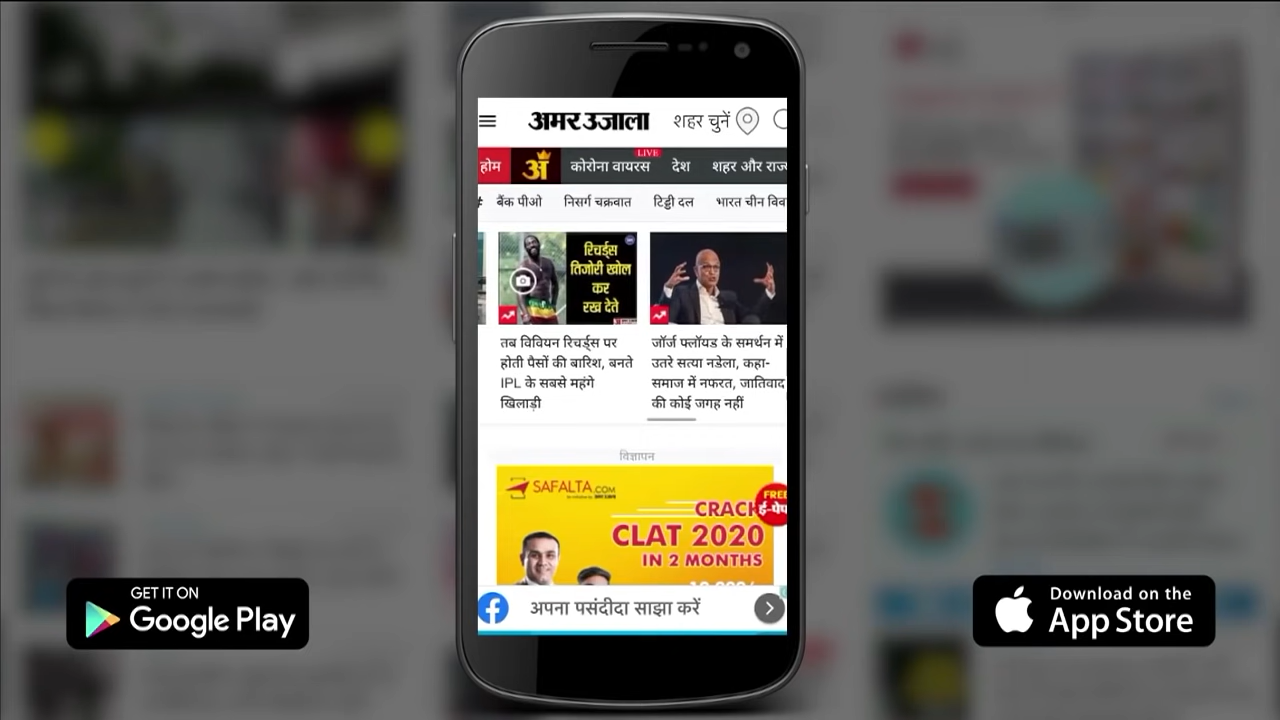 अमर उजाला
शहर चुनें
होम
अं
कोरोना वायरस
LIVE
देश
शहर और
# बैंक पीओ
निसर्ग चक्रवात
टिड्डी दल
भारत चीन
रिचर्ड्स
तिजोरी खोल
कर
रख देते
तब विवियन रिचर्ड्स पर
होती पैसों की बारिश, बनते
IPL के सबसे महंगे
खिलाड़ी
जॉर्ज फ्लॉयड के समर्थन में
उतरे सत्या नडेला, कहा-
समाज में नफरत, जातिवाद
की कोई जगह नहीं
विज्ञापन
SAFALTA.COM
CRACK
CLAT 2020
IN 2 MONTHS
FREE
अपना पसंदीदा साझा करें
GET IT ON
Google Play
Download on the
App Store